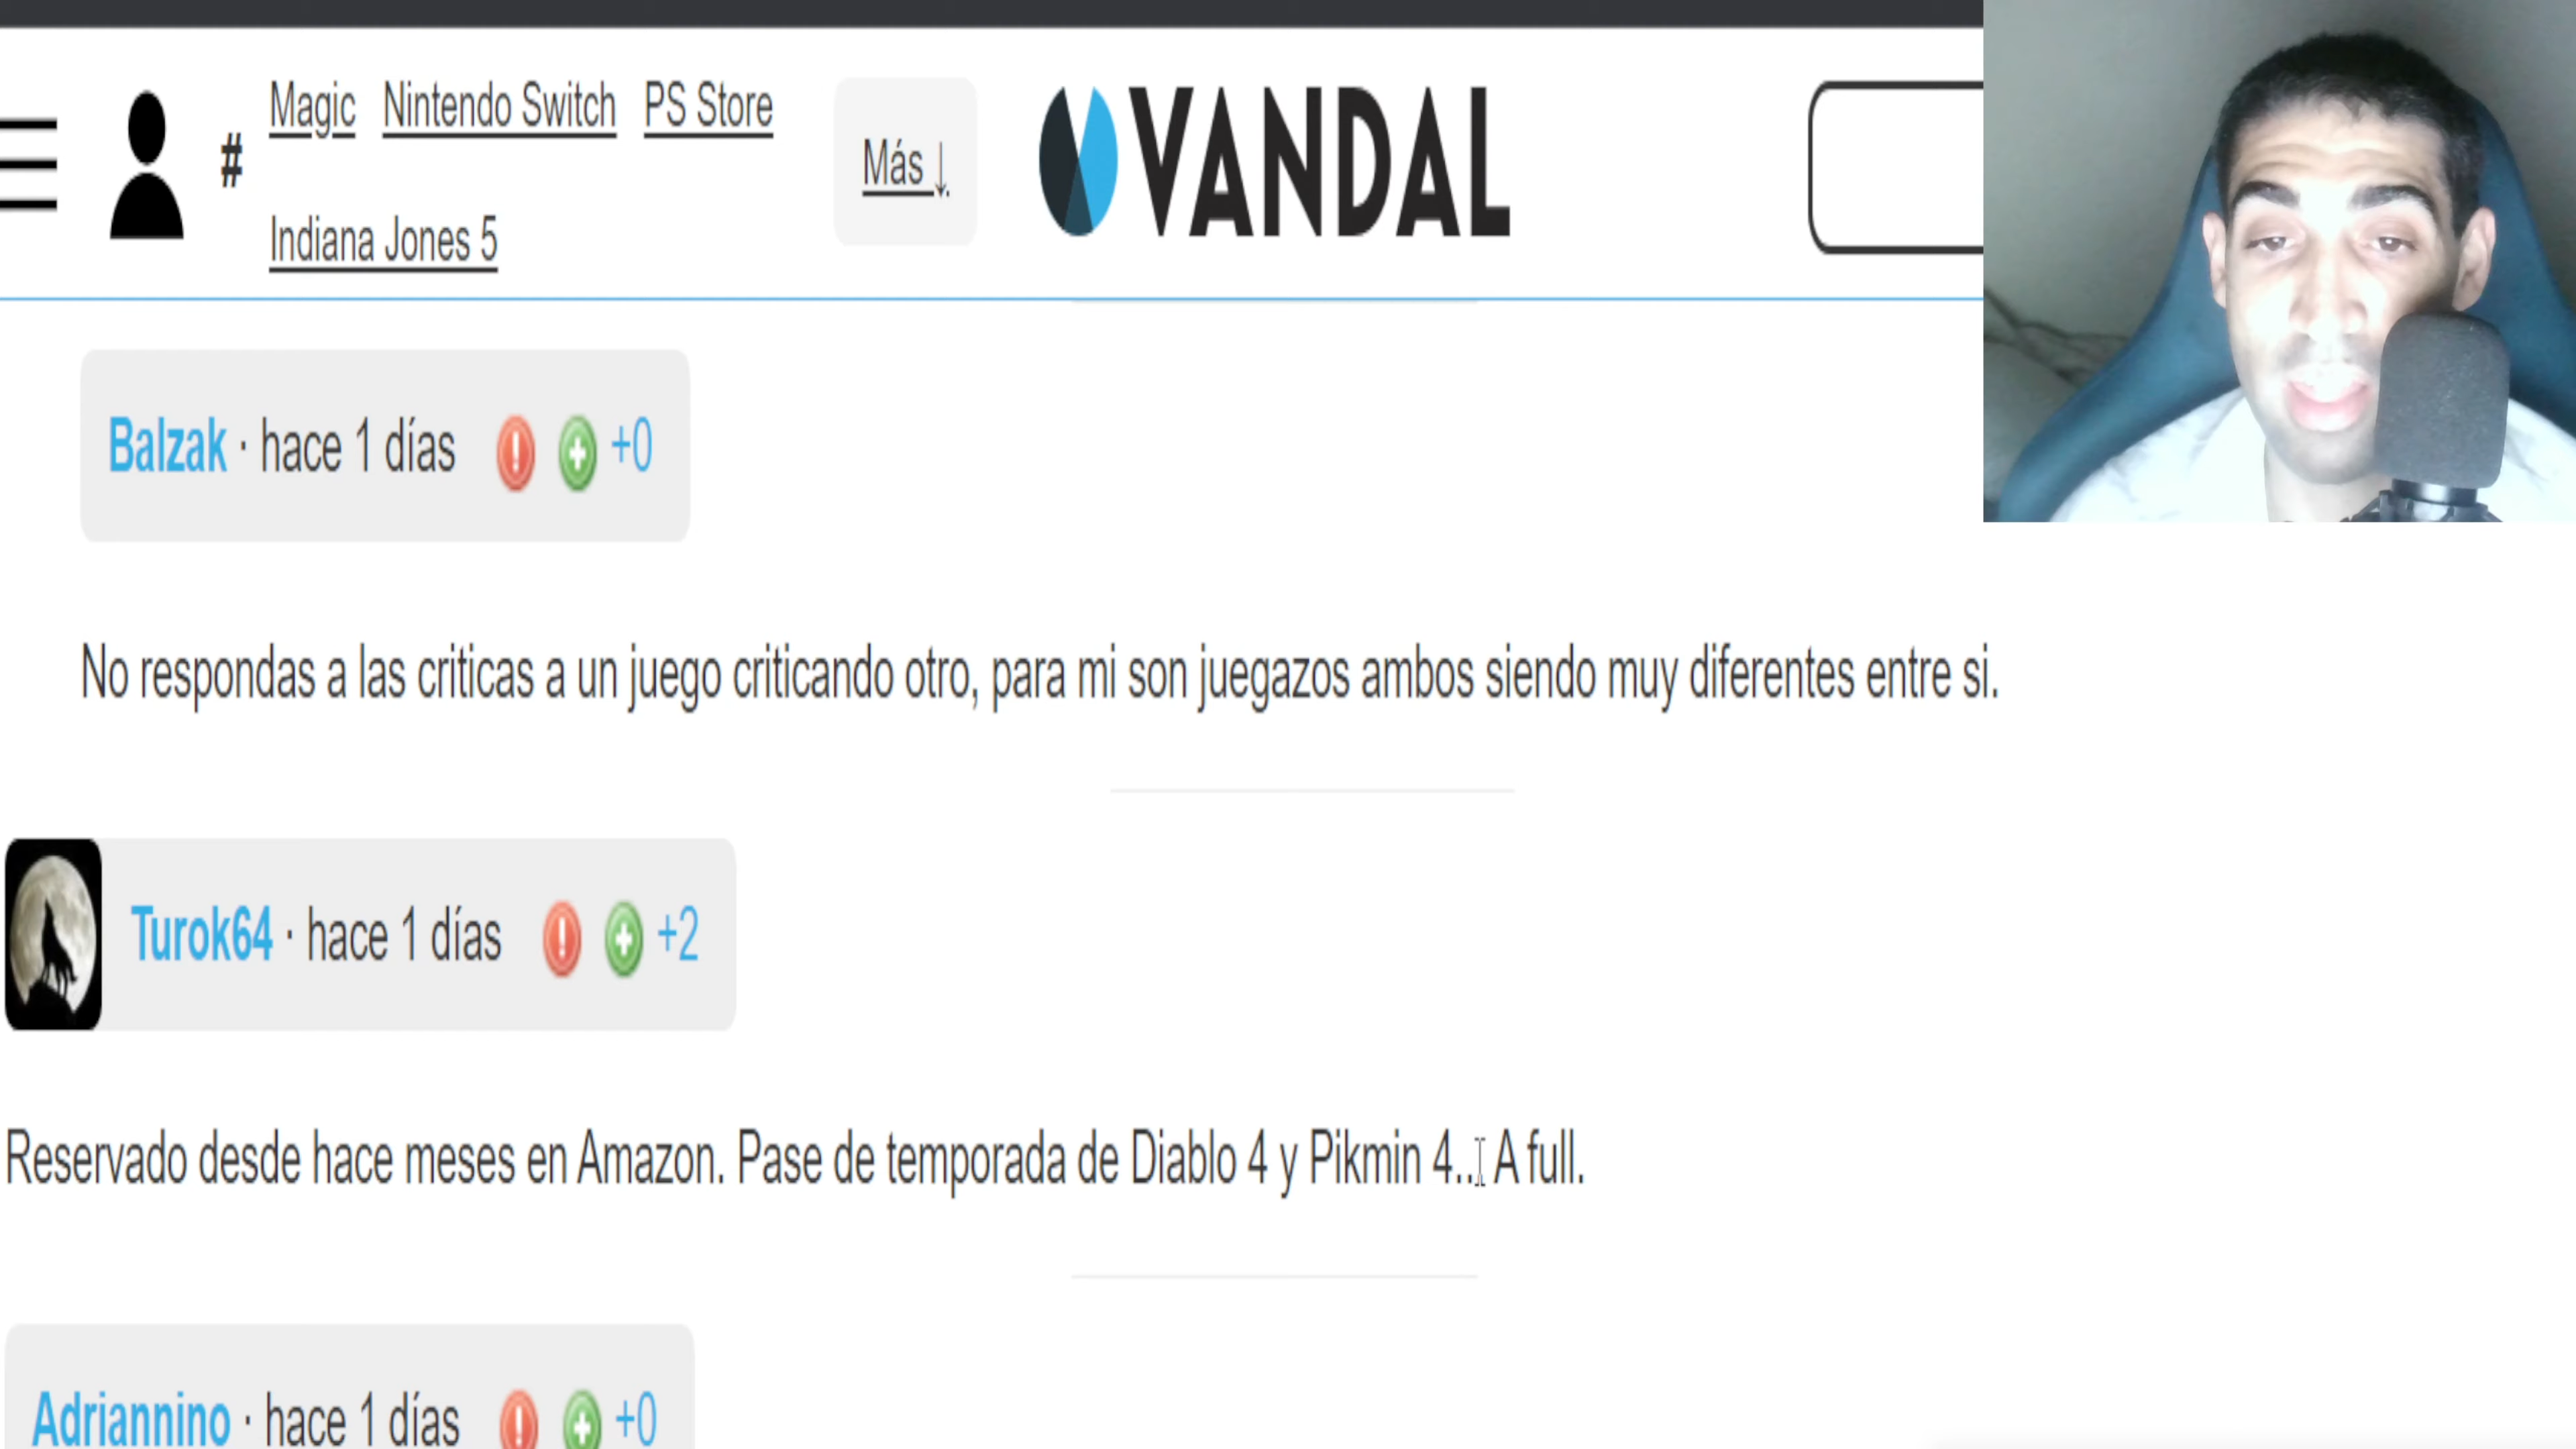 # Magic Nintendo Switch PS Store
Indiana Jones 5
Más ↓
VANDAL
Balzak · hace 1 días ! + +0
No respondas a las criticas a un juego criticando otro, para mi son juegazos ambos siendo muy diferentes entre si.
Turok64 · hace 1 días ! + +2
Reservado desde hace meses en Amazon. Pase de temporada de Diablo 4 y Pikmin 4... A full.
Adriannino · hace 1 días ! + +0